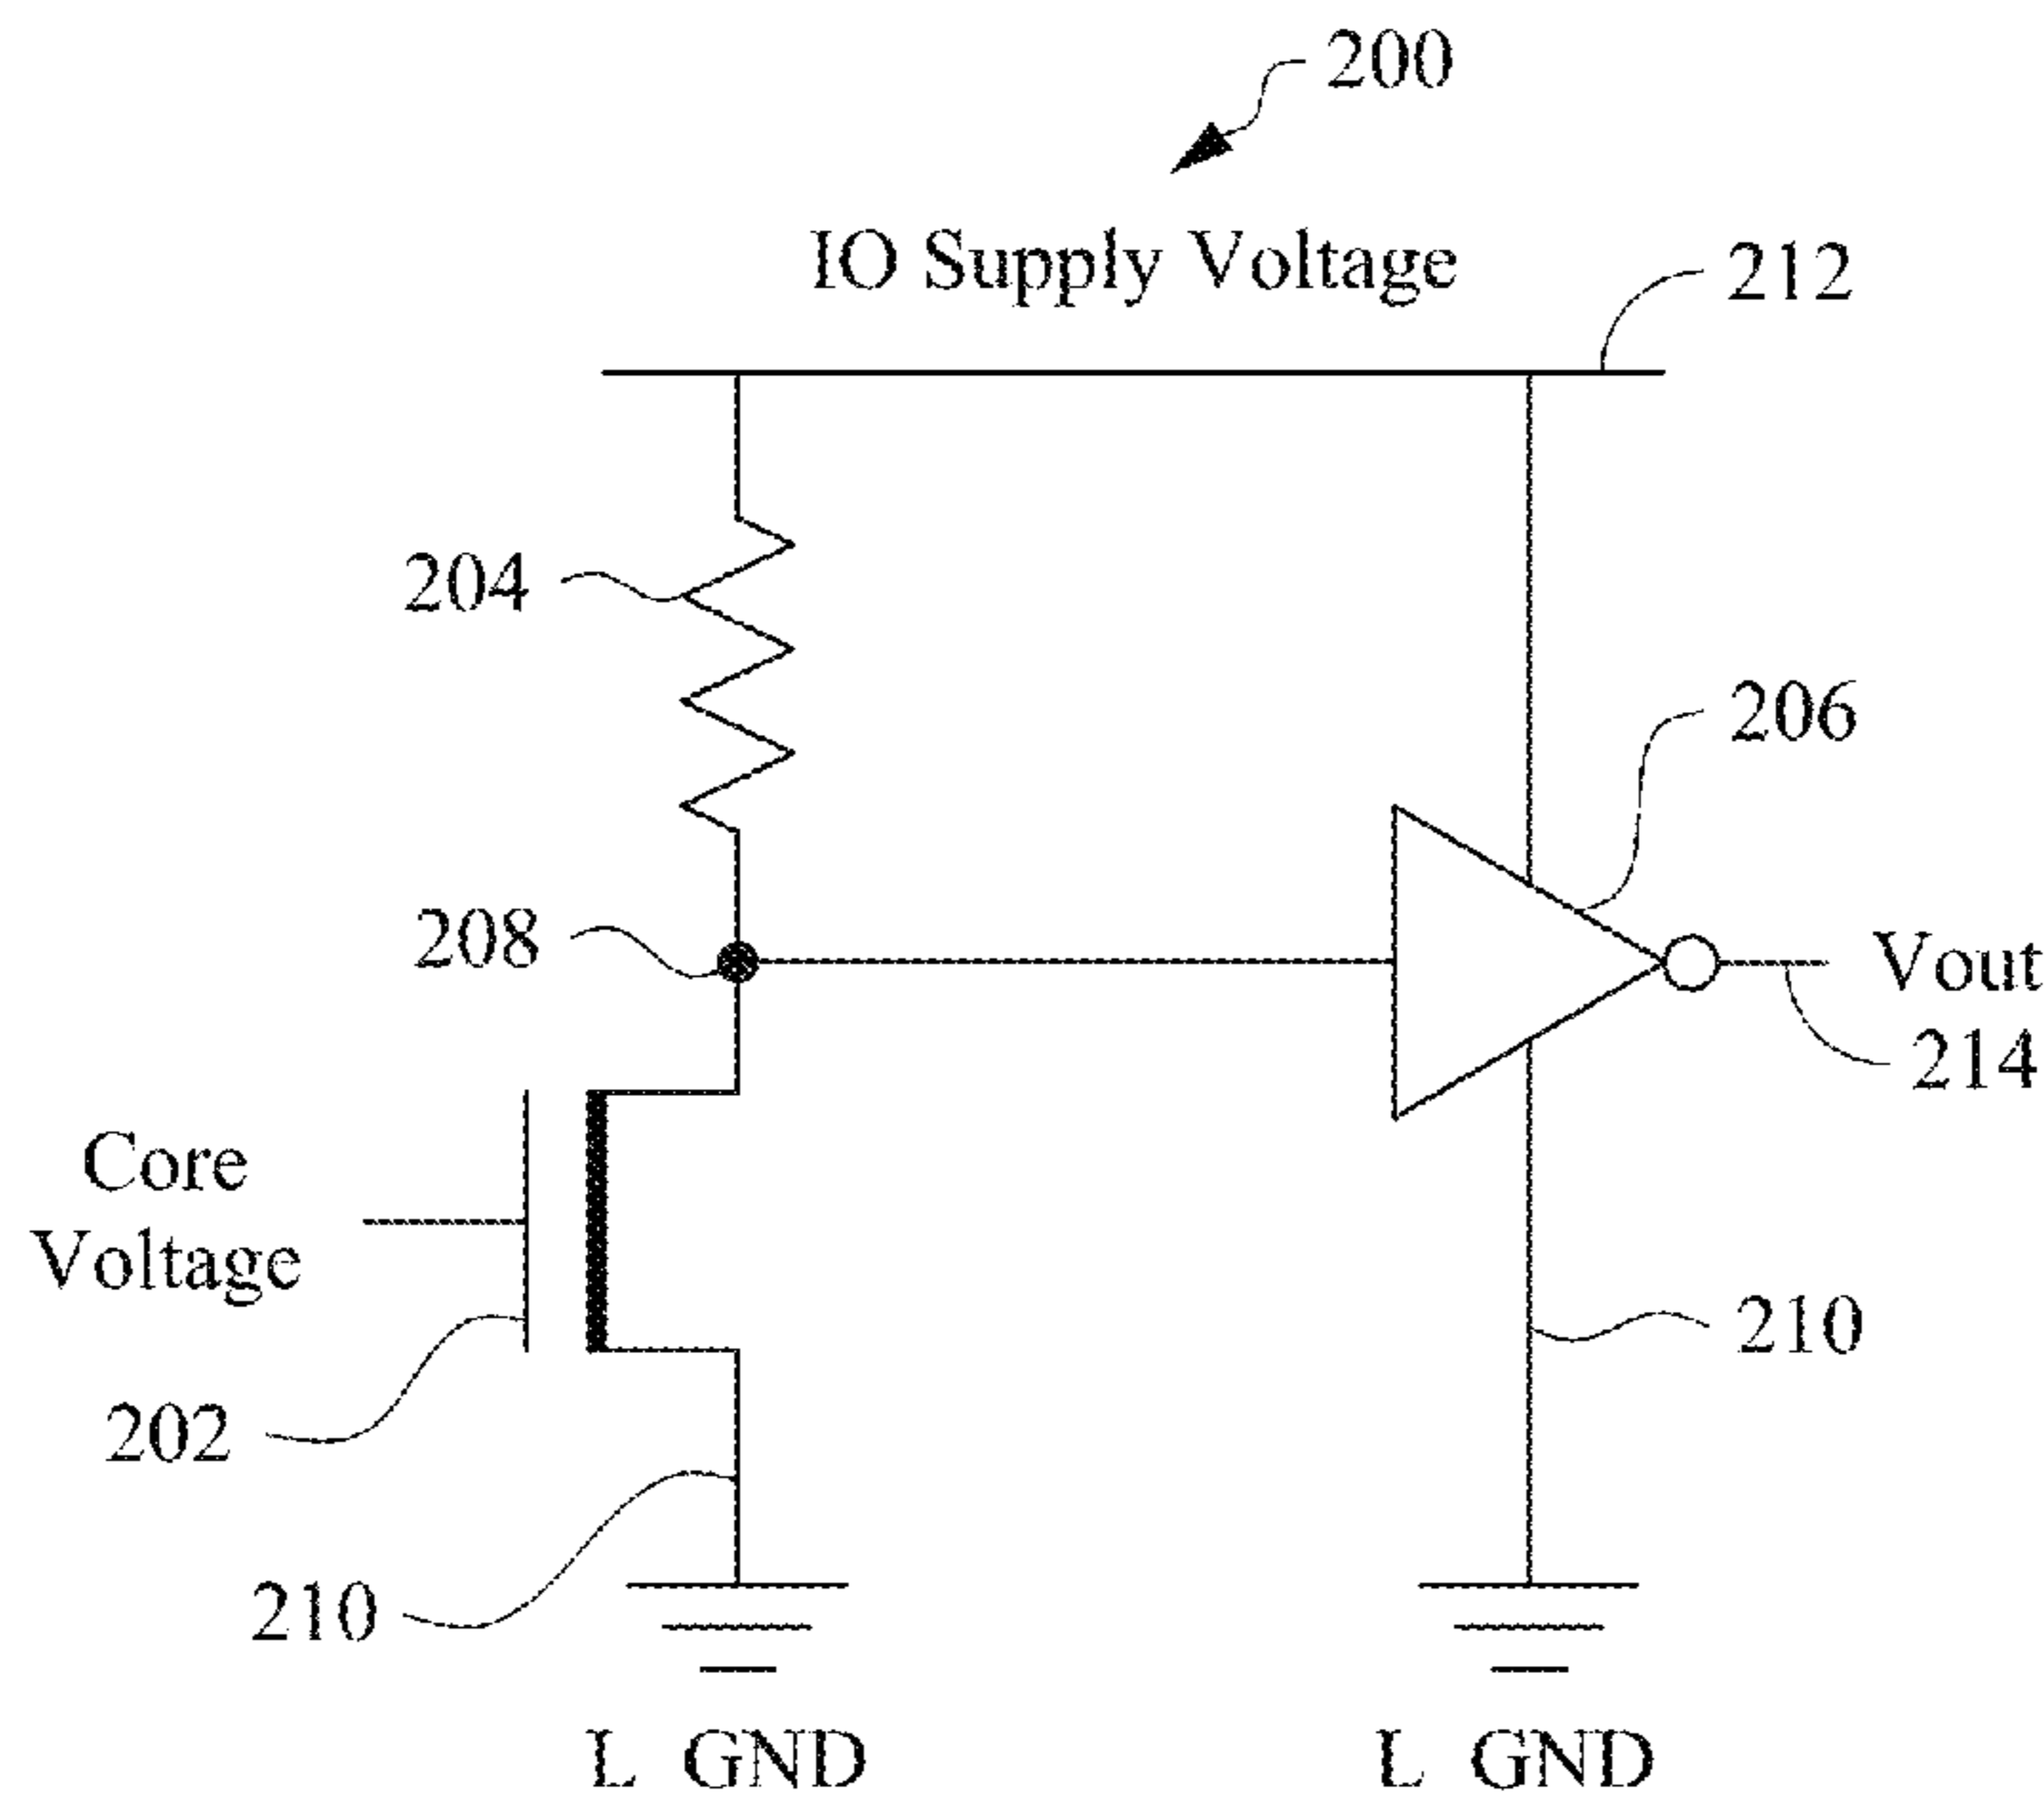 200
IO Supply Voltage
212
204
206
208
Vout
214
Core
Voltage
202
210
210
L GND
L GND